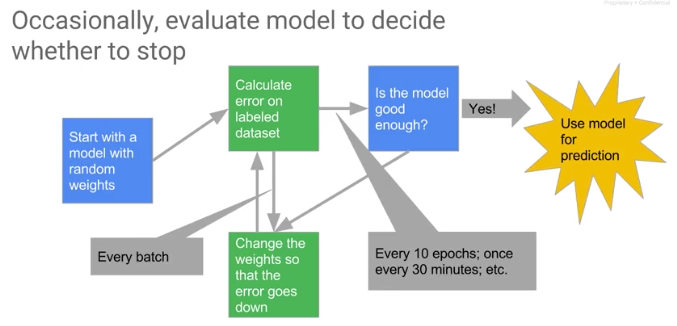 Proprietary + Confidential
Occasionally, evaluate model to decide
whether to stop
Calculate
error on
labeled
dataset
Is the model
good
enough?
Yes!
Use model
for
prediction
Start with a
model with
random
weights
Every batch
Change the
weights so
that the
error goes
down
Every 10 epochs; once
every 30 minutes; etc.